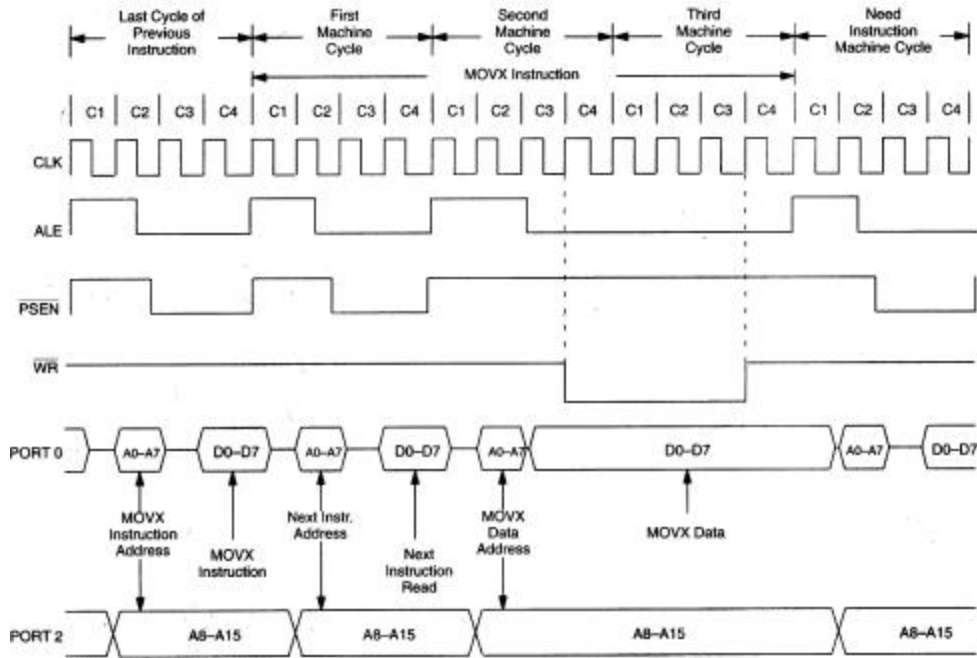 Last Cycle of
Previous
Instruction
First
Machine
Cycle
Second
Machine
Cycle
Third
Machine
Cycle
Need
Instruction
Machine Cycle
MOVX Instruction
C1 C2 C3 C4 C1 C2 C3 C4 C1 C2 C3 C4 C1 C2 C3 C4 C1 C2 C3 C4
CLK
ALE
PSEN
WR
PORT 0 A0–A7 D0–D7 A0–A7 D0–D7 A0–A7 D0–D7 A0–A7 D0–D7
MOVX
Instruction
Address
MOVX
Instruction
Next Instr.
Address
Next
Instruction
Read
MOVX
Data
Address
MOVX Data
PORT 2 A8–A15 A8–A15 A8–A15 A8–A15